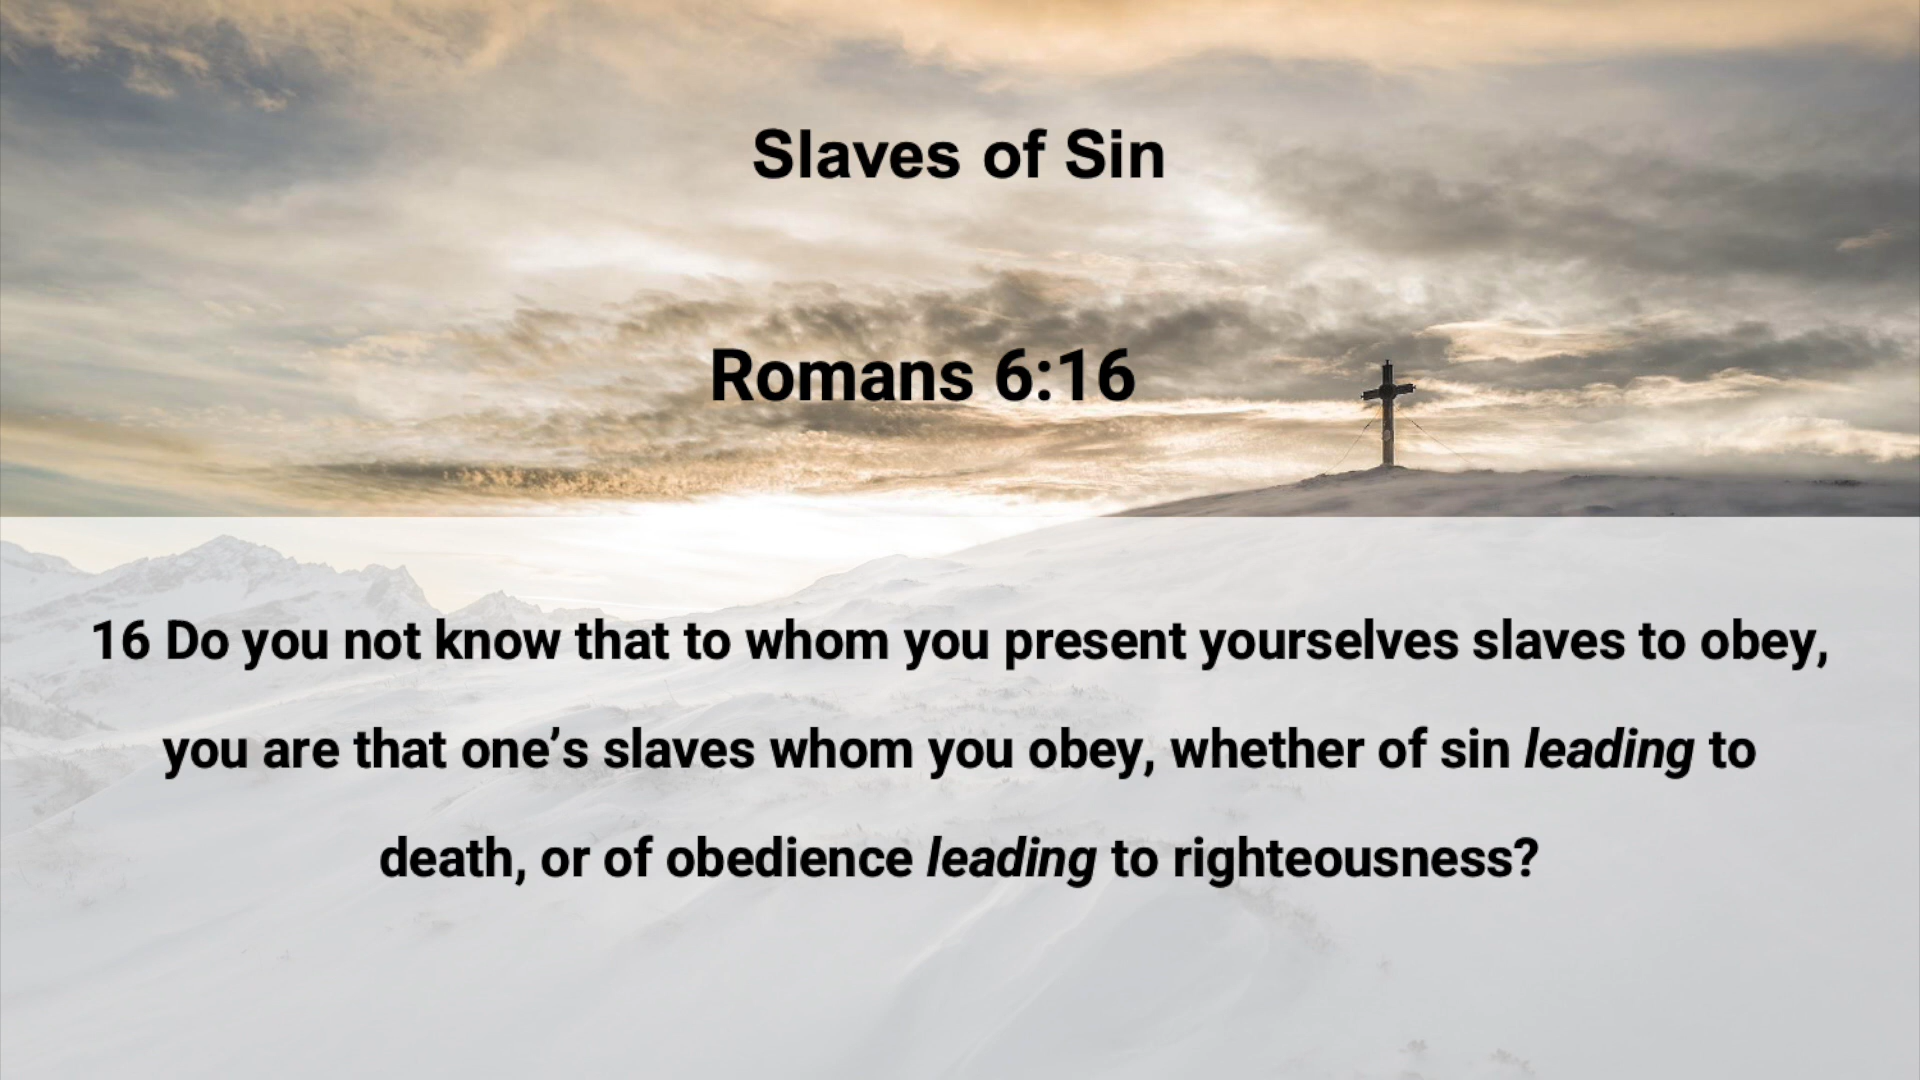 Slaves of Sin
Romans 6:16
16 Do you not know that to whom you present yourselves slaves to obey,
you are that one’s slaves whom you obey, whether of sin leading to
death, or of obedience leading to righteousness?